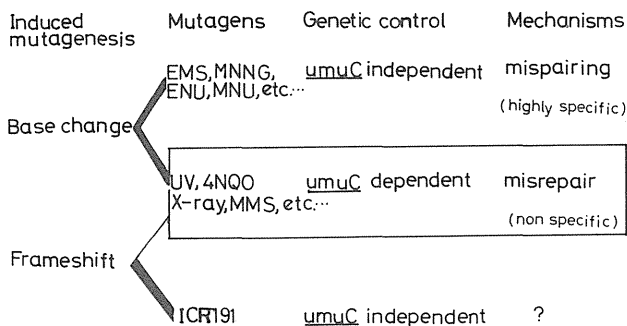 Induced Mutagens Genetic control Mechanisms
mutagenesis
EMS, MNNG, umuC independent mispairing
ENU, MNU, etc...
(highly specific)
Base change
UV, 4NQO umuC dependent misrepair
X-ray, MMS, etc...
(non specific)
Frameshift
ICR191 umuC independent ?